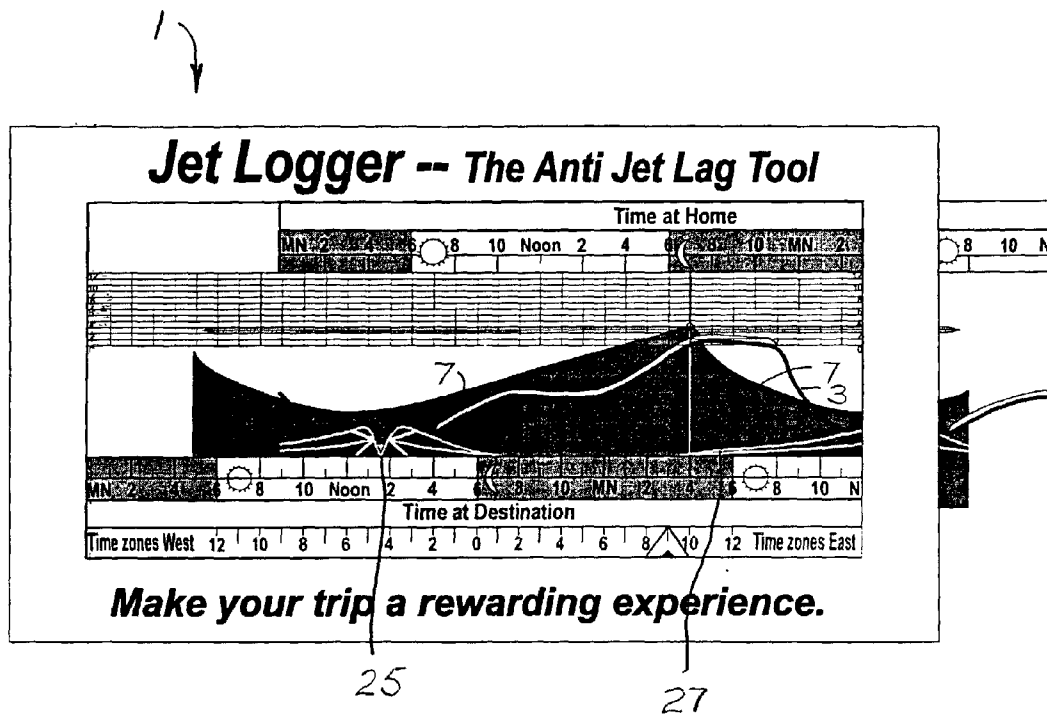 1
Jet Logger -- The Anti Jet Lag Tool
Time at Home
MN 2 4 6 8 10 Noon 2 4 6 8 10 MN 2 8 10 N
7 7
3
MN 2 4 6 8 10 Noon 2 4 6 8 10 MN 2 4 6 8 10 N
Time at Destination
Time zones West 12 10 8 6 4 2 0 2 4 6 8 10 12 Time zones East
Make your trip a rewarding experience.
25 27